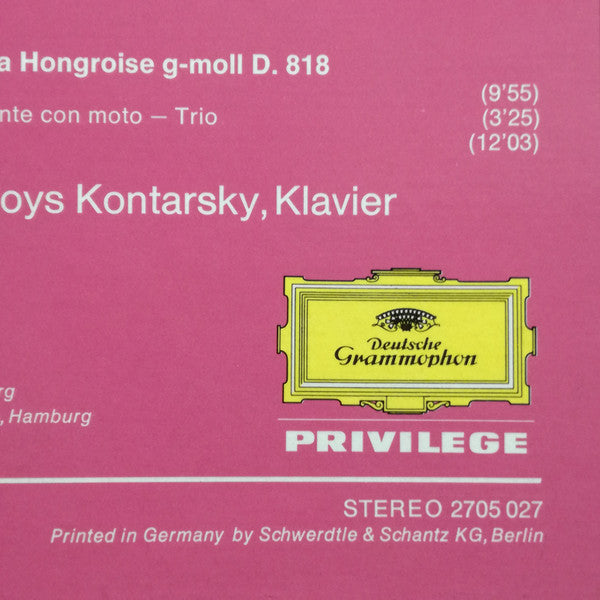 a Hongroise g-moll D. 818
(9'55)
nte con moto – Trio
(3'25)
(12'03)
oys Kontarsky, Klavier
Deutsche
Grammophon
rg
, Hamburg
PRIVILEGE
STEREO 2705 027
Printed in Germany by Schwerdtle & Schantz KG, Berlin